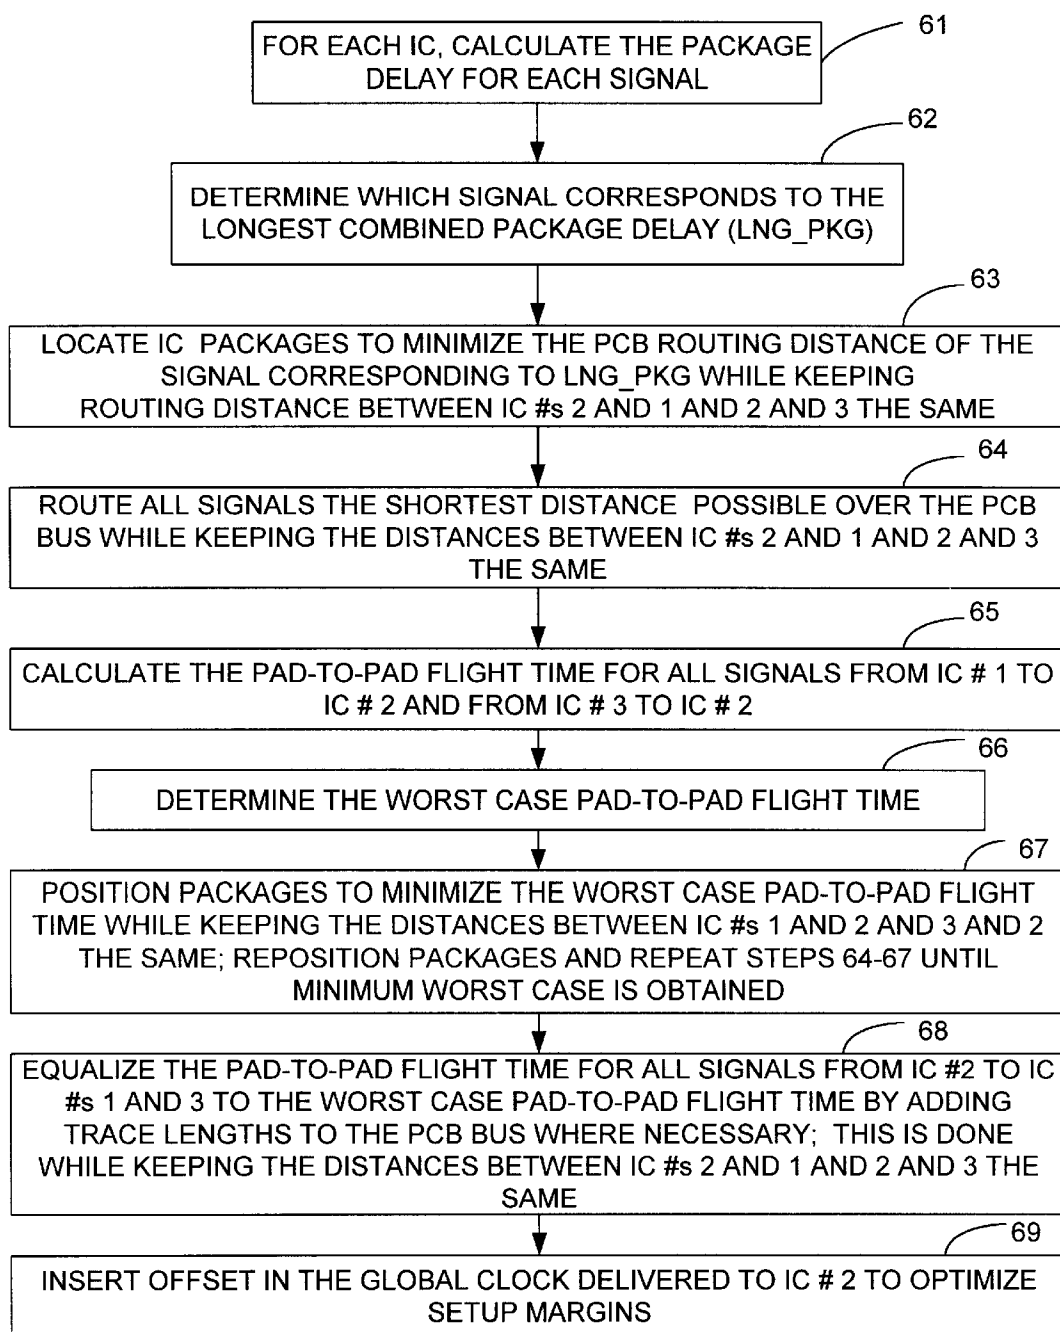 61
FOR EACH IC, CALCULATE THE PACKAGE
DELAY FOR EACH SIGNAL
62
DETERMINE WHICH SIGNAL CORRESPONDS TO THE
LONGEST COMBINED PACKAGE DELAY (LNG_PKG)
63
LOCATE IC PACKAGES TO MINIMIZE THE PCB ROUTING DISTANCE OF THE
SIGNAL CORRESPONDING TO LNG_PKG WHILE KEEPING
ROUTING DISTANCE BETWEEN IC #s 2 AND 1 AND 2 AND 3 THE SAME
64
ROUTE ALL SIGNALS THE SHORTEST DISTANCE POSSIBLE OVER THE PCB
BUS WHILE KEEPING THE DISTANCES BETWEEN IC #s 2 AND 1 AND 2 AND 3
THE SAME
65
CALCULATE THE PAD-TO-PAD FLIGHT TIME FOR ALL SIGNALS FROM IC # 1 TO
IC # 2 AND FROM IC # 3 TO IC # 2
66
DETERMINE THE WORST CASE PAD-TO-PAD FLIGHT TIME
67
POSITION PACKAGES TO MINIMIZE THE WORST CASE PAD-TO-PAD FLIGHT
TIME WHILE KEEPING THE DISTANCES BETWEEN IC #s 1 AND 2 AND 3 AND 2
THE SAME; REPOSITION PACKAGES AND REPEAT STEPS 64-67 UNTIL
MINIMUM WORST CASE IS OBTAINED
68
EQUALIZE THE PAD-TO-PAD FLIGHT TIME FOR ALL SIGNALS FROM IC #2 TO IC
#s 1 AND 3 TO THE WORST CASE PAD-TO-PAD FLIGHT TIME BY ADDING
TRACE LENGTHS TO THE PCB BUS WHERE NECESSARY; THIS IS DONE
WHILE KEEPING THE DISTANCES BETWEEN IC #s 2 AND 1 AND 2 AND 3 THE
SAME
69
INSERT OFFSET IN THE GLOBAL CLOCK DELIVERED TO IC # 2 TO OPTIMIZE
SETUP MARGINS